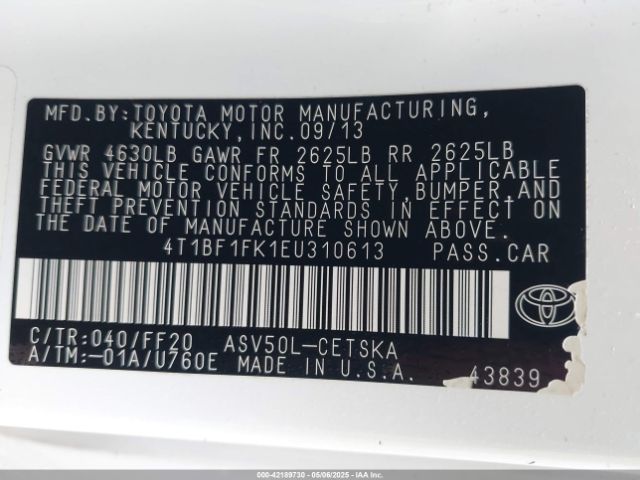 MFD.BY:TOYOTA MOTOR MANUFACTURING,
KENTUCKY,INC.09/13
GVWR 4630LB GAWR FR 2625LB RR 2625LB
THIS VEHICLE CONFORMS TO ALL APPLICABLE
FEDERAL MOTOR VEHICLE SAFETY,BUMPER,AND
THEFT PREVENTION STANDARDS IN EFFECT ON
THE DATE OF MANUFACTURE SHOWN ABOVE.
4T1BF1FK1EU310613 PASS.CAR
C/TR:040/FF20 ASV50L-CETSKA
A/TM:-01A/U760E MADE IN U.S.A. 43839
000-42189730 - 05/06/2025 - IAAI.COM